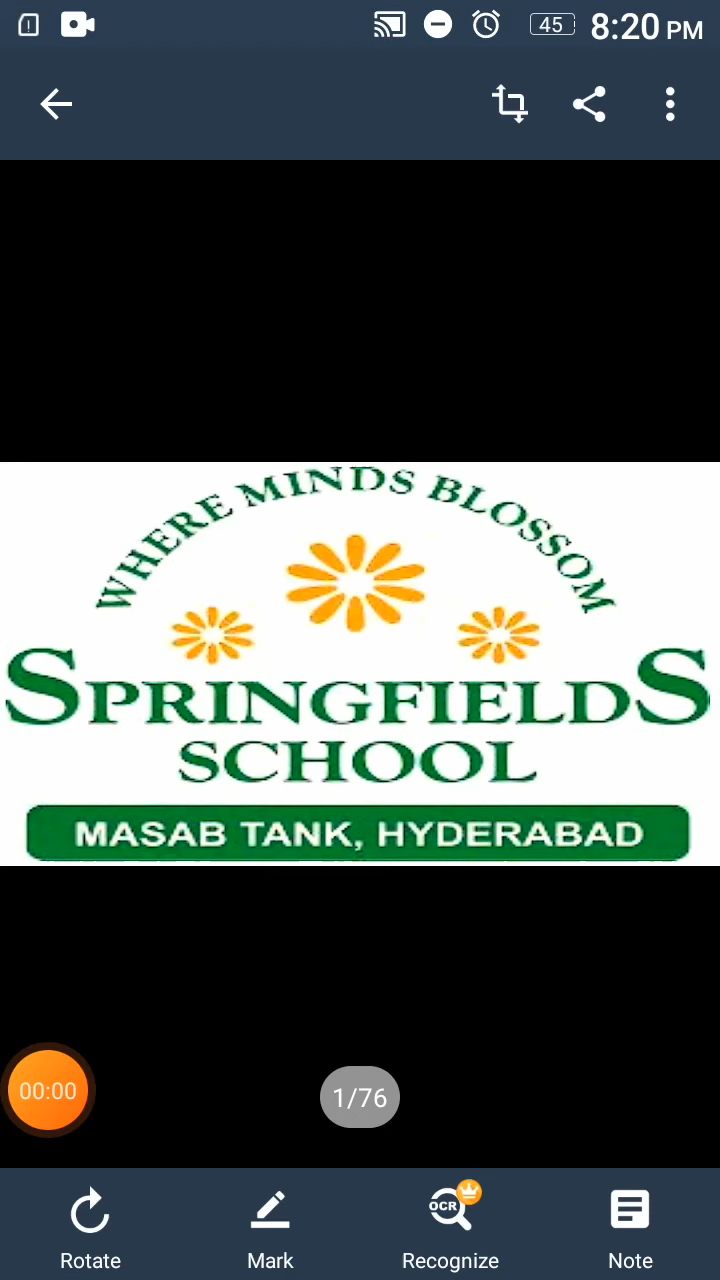 45 8:20 PM
WHERE MINDS BLOSSOM
SPRINGFIELDS
SCHOOL
MASAB TANK, HYDERABAD
00:00
1/76
OCR
Rotate Mark Recognize Note